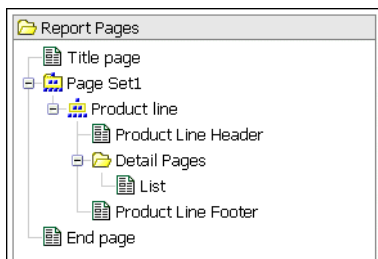 Report Pages
Title page
Page Set1
Product line
Product Line Header
Detail Pages
List
Product Line Footer
End page